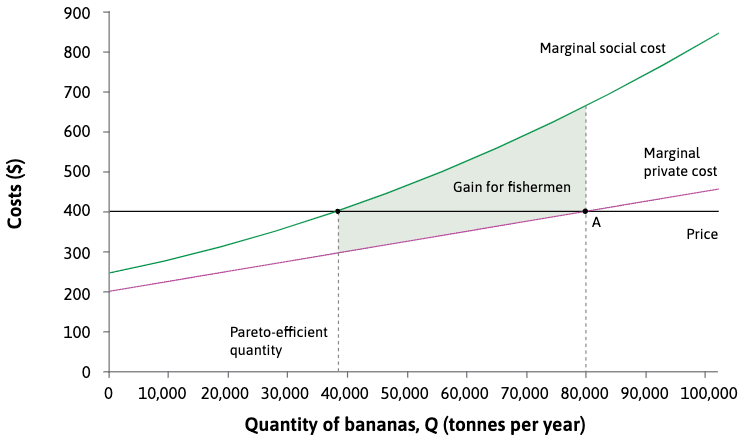 Costs ($)
900
800
700
600
500
400
300
200
100
0
Marginal social cost
Marginal
private cost
Gain for fishermen
A
Price
Pareto-efficient
quantity
0 10,000 20,000 30,000 40,000 50,000 60,000 70,000 80,000 90,000 100,000
Quantity of bananas, Q (tonnes per year)